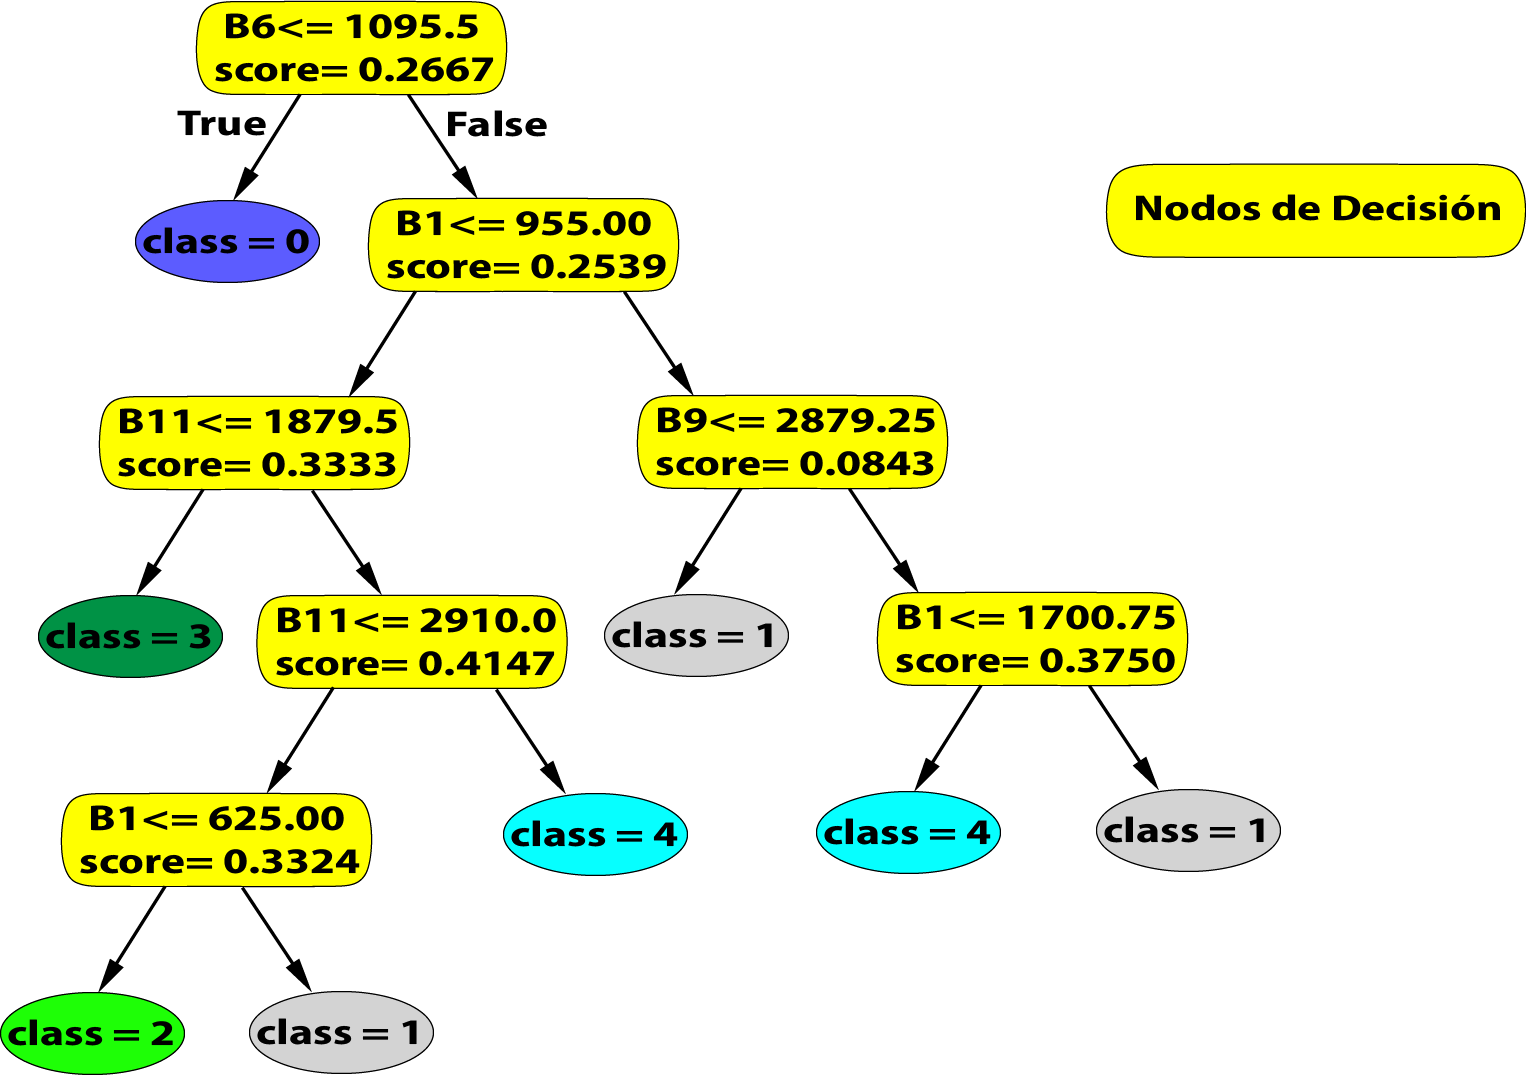 B6<= 1095.5
score= 0.2667
True
False
class = 0
B1<= 955.00
score= 0.2539
Nodos de Decisión
B11<= 1879.5
score= 0.3333
B9<= 2879.25
score= 0.0843
class = 3
B11<= 2910.0
score= 0.4147
class = 1
B1<= 1700.75
score= 0.3750
B1<= 625.00
score= 0.3324
class = 4
class = 4
class = 1
class = 2
class = 1